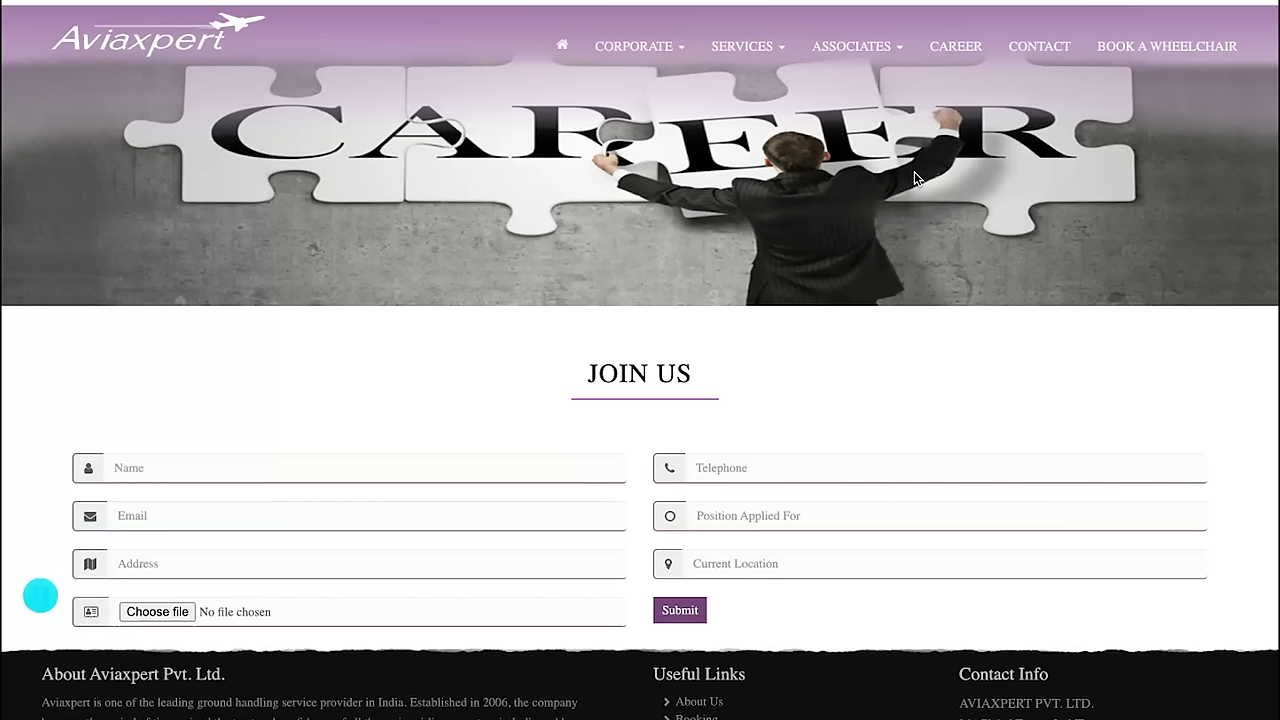 Aviaxpert
CORPORATE
SERVICES
ASSOCIATES
CAREER
CONTACT
BOOK A WHEELCHAIR
CAREER
JOIN US
Name
Telephone
Email
Position Applied For
Address
Current Location
Choose file No file chosen
Submit
About Aviaxpert Pvt. Ltd.
Useful Links
Contact Info
Aviaxpert is one of the leading ground handling service provider in India. Established in 2006, the company
About Us
AVIAXPERT PVT. LTD.
Booking